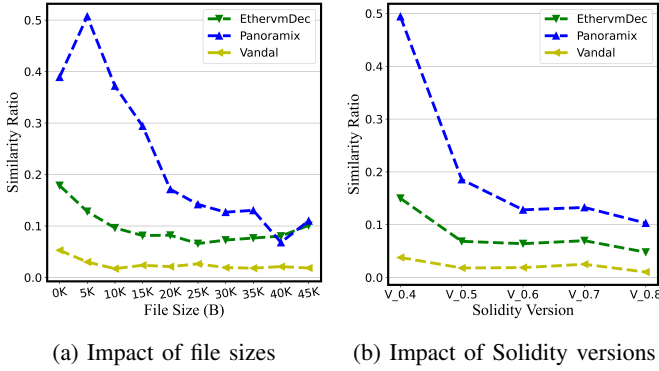 EthervmDec
Panoramix
Vandal
0.5
0.4
0.3
0.2
0.1
0.0
Similarity Ratio
0K 5K 10K 15K 20K 25K 30K 35K 40K 45K
File Size (B)
(a) Impact of file sizes
EthervmDec
Panoramix
Vandal
0.5
0.4
0.3
0.2
0.1
0.0
Similarity Ratio
V_0.4 V_0.5 V_0.6 V_0.7 V_0.8
Solidity Version
(b) Impact of Solidity versions